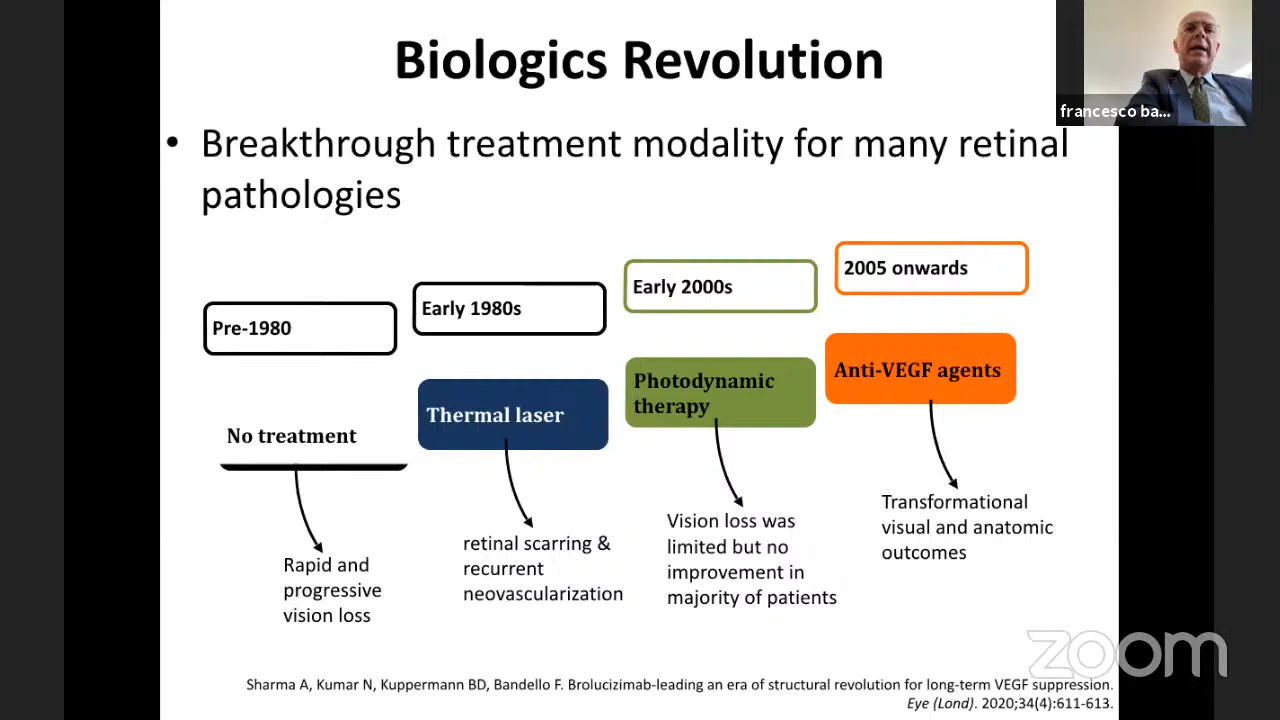 Biologics Revolution
francesco ba...
• Breakthrough treatment modality for many retinal
pathologies
2005 onwards
Early 2000s
Early 1980s
Pre-1980
Anti-VEGF agents
Photodynamic
therapy
Thermal laser
No treatment
Rapid and
progressive
vision loss
retinal scarring &
recurrent
neovascularization
Vision loss was
limited but no
improvement in
majority of patients
Transformational
visual and anatomic
outcomes
zoom
Sharma A, Kumar N, Kuppermann BD, Bandello F. Brolucizimab-leading an era of structural revolution for long-term VEGF suppression.
Eye (Lond). 2020;34(4):611-613.